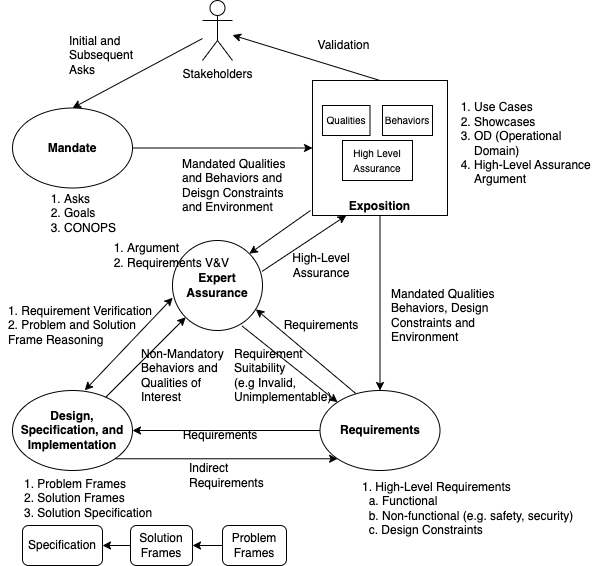 Initial and
Subsequent
Asks
Validation
Stakeholders
Mandate
1. Asks
2. Goals
3. CONOPS
Mandated Qualities
and Behaviors and
Deisgn Constraints
and Environment
Qualities
Behaviors
High Level
Assurance
Exposition
1. Use Cases
2. Showcases
3. OD (Operational
Domain)
4. High-Level Assurance
Argument
1. Argument
2. Requirements V&V
Expert
Assurance
High-Level
Assurance
Mandated Qualities
Behaviors, Design
Constraints and
Environment
1. Requirement Verification
2. Problem and Solution
Frame Reasoning
Non-Mandatory
Behaviors and
Qualities of
Interest
Requirement
Suitability
(e.g Invalid,
Unimplementable)
Requirements
Design,
Specification, and
Implementation
Requirements
Requirements
Indirect
Requirements
1. Problem Frames
2. Solution Frames
3. Solution Specification
1. High-Level Requirements
a. Functional
b. Non-functional (e.g. safety, security)
c. Design Constraints
Specification
Solution
Frames
Problem
Frames